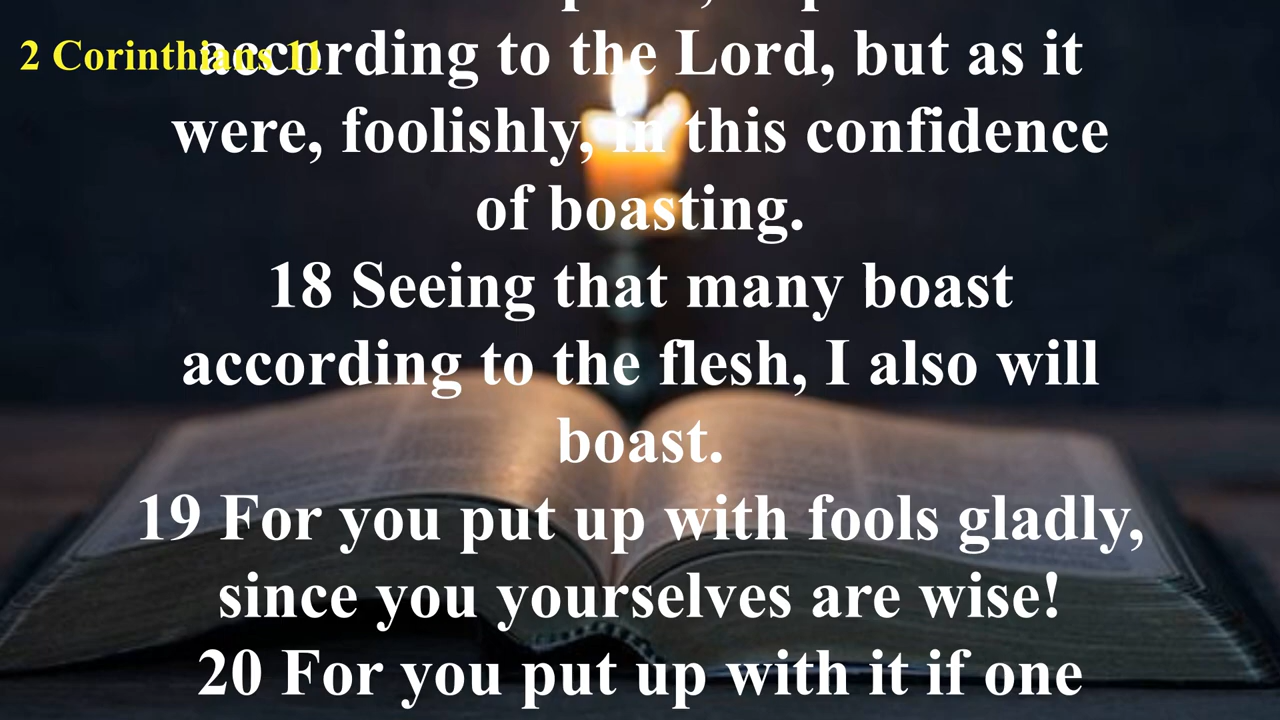 2 Corinthians 11
according to the Lord, but as it
were, foolishly, in this confidence
of boasting.
18 Seeing that many boast
according to the flesh, I also will
boast.
19 For you put up with fools gladly,
since you yourselves are wise!
20 For you put up with it if one